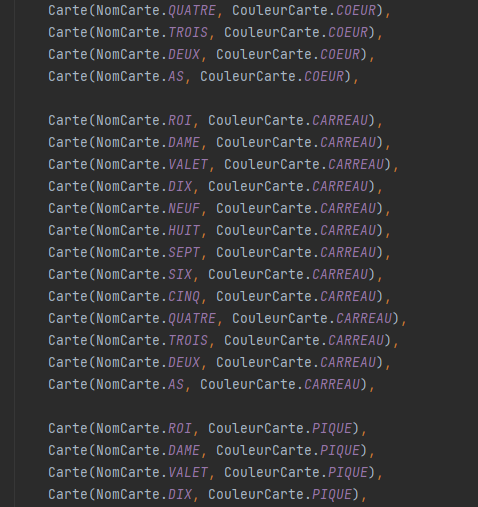 Carte(NomCarte.QUATRE, CouleurCarte.COEUR),
Carte(NomCarte.TROIS, CouleurCarte.COEUR),
Carte(NomCarte.DEUX, CouleurCarte.COEUR),
Carte(NomCarte.AS, CouleurCarte.COEUR),
Carte(NomCarte.ROI, CouleurCarte.CARREAU),
Carte(NomCarte.DAME, CouleurCarte.CARREAU),
Carte(NomCarte.VALET, CouleurCarte.CARREAU),
Carte(NomCarte.DIX, CouleurCarte.CARREAU),
Carte(NomCarte.NEUF, CouleurCarte.CARREAU),
Carte(NomCarte.HUIT, CouleurCarte.CARREAU),
Carte(NomCarte.SEPT, CouleurCarte.CARREAU),
Carte(NomCarte.SIX, CouleurCarte.CARREAU),
Carte(NomCarte.CINQ, CouleurCarte.CARREAU),
Carte(NomCarte.QUATRE, CouleurCarte.CARREAU),
Carte(NomCarte.TROIS, CouleurCarte.CARREAU),
Carte(NomCarte.DEUX, CouleurCarte.CARREAU),
Carte(NomCarte.AS, CouleurCarte.CARREAU),
Carte(NomCarte.ROI, CouleurCarte.PIQUE),
Carte(NomCarte.DAME, CouleurCarte.PIQUE),
Carte(NomCarte.VALET, CouleurCarte.PIQUE),
Carte(NomCarte.DIX, CouleurCarte.PIQUE),